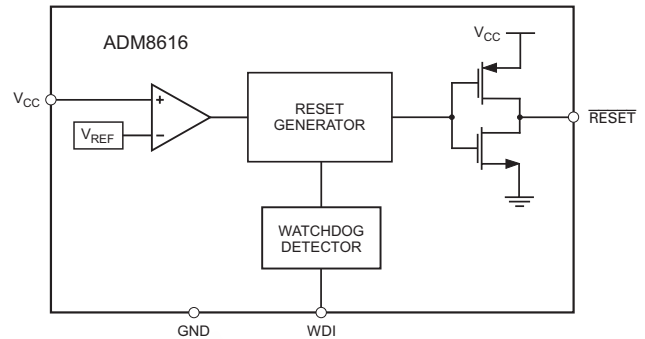 ADM8616
V_CC
V_CC
+
V_REF
−
RESET
GENERATOR
RESET
WATCHDOG
DETECTOR
GND
WDI